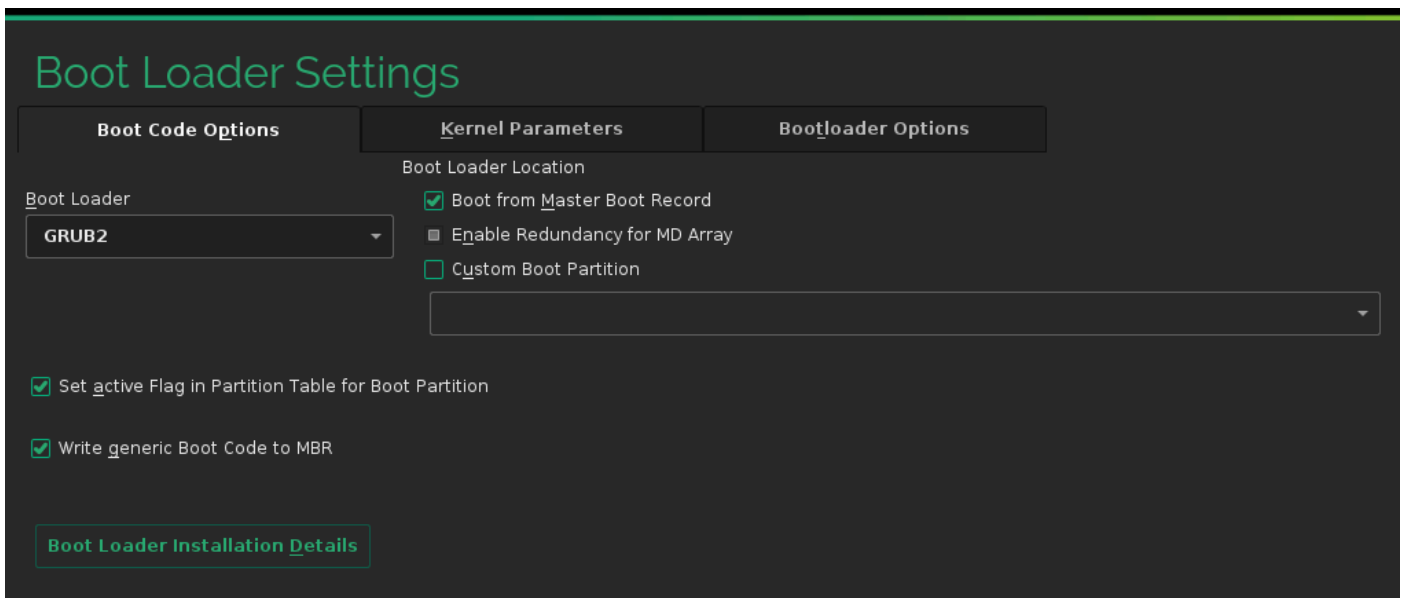 Boot Loader Settings
Boot Code Options
Kernel Parameters
Bootloader Options
Boot Loader Location
Boot Loader
GRUB2
Boot from Master Boot Record
Enable Redundancy for MD Array
Custom Boot Partition
Set active Flag in Partition Table for Boot Partition
Write generic Boot Code to MBR
Boot Loader Installation Details